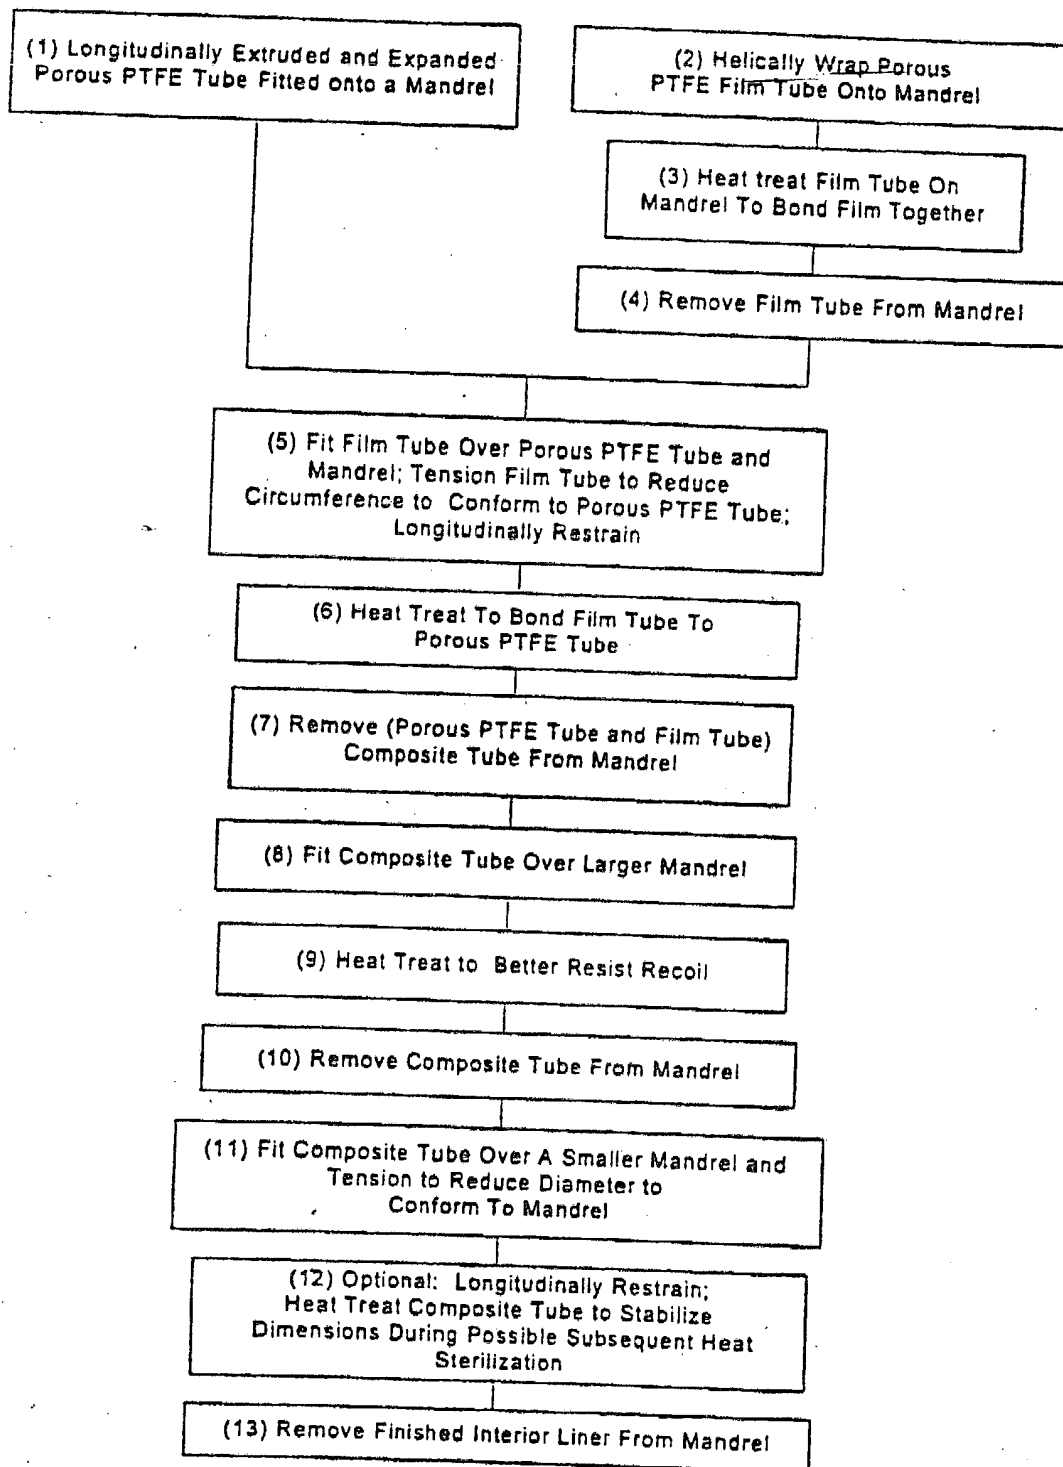 (1) Longitudinally Extruded and Expanded
Porous PTFE Tube Fitted onto a Mandrel
(2) Helically Wrap Porous
PTFE Film Tube Onto Mandrel
(3) Heat treat Film Tube On
Mandrel To Bond Film Together
(4) Remove Film Tube From Mandrel
(5) Fit Film Tube Over Porous PTFE Tube and
Mandrel; Tension Film Tube to Reduce
Circumference to Conform to Porous PTFE Tube;
Longitudinally Restrain
(6) Heat Treat To Bond Film Tube To
Porous PTFE Tube
(7) Remove (Porous PTFE Tube and Film Tube)
Composite Tube From Mandrel
(8) Fit Composite Tube Over Larger Mandrel
(9) Heat Treat to Better Resist Recoil
(10) Remove Composite Tube From Mandrel
(11) Fit Composite Tube Over A Smaller Mandrel and
Tension to Reduce Diameter to
Conform To Mandrel
(12) Optional: Longitudinally Restrain;
Heat Treat Composite Tube to Stabilize
Dimensions During Possible Subsequent Heat
Sterilization
(13) Remove Finished Interior Liner From Mandrel